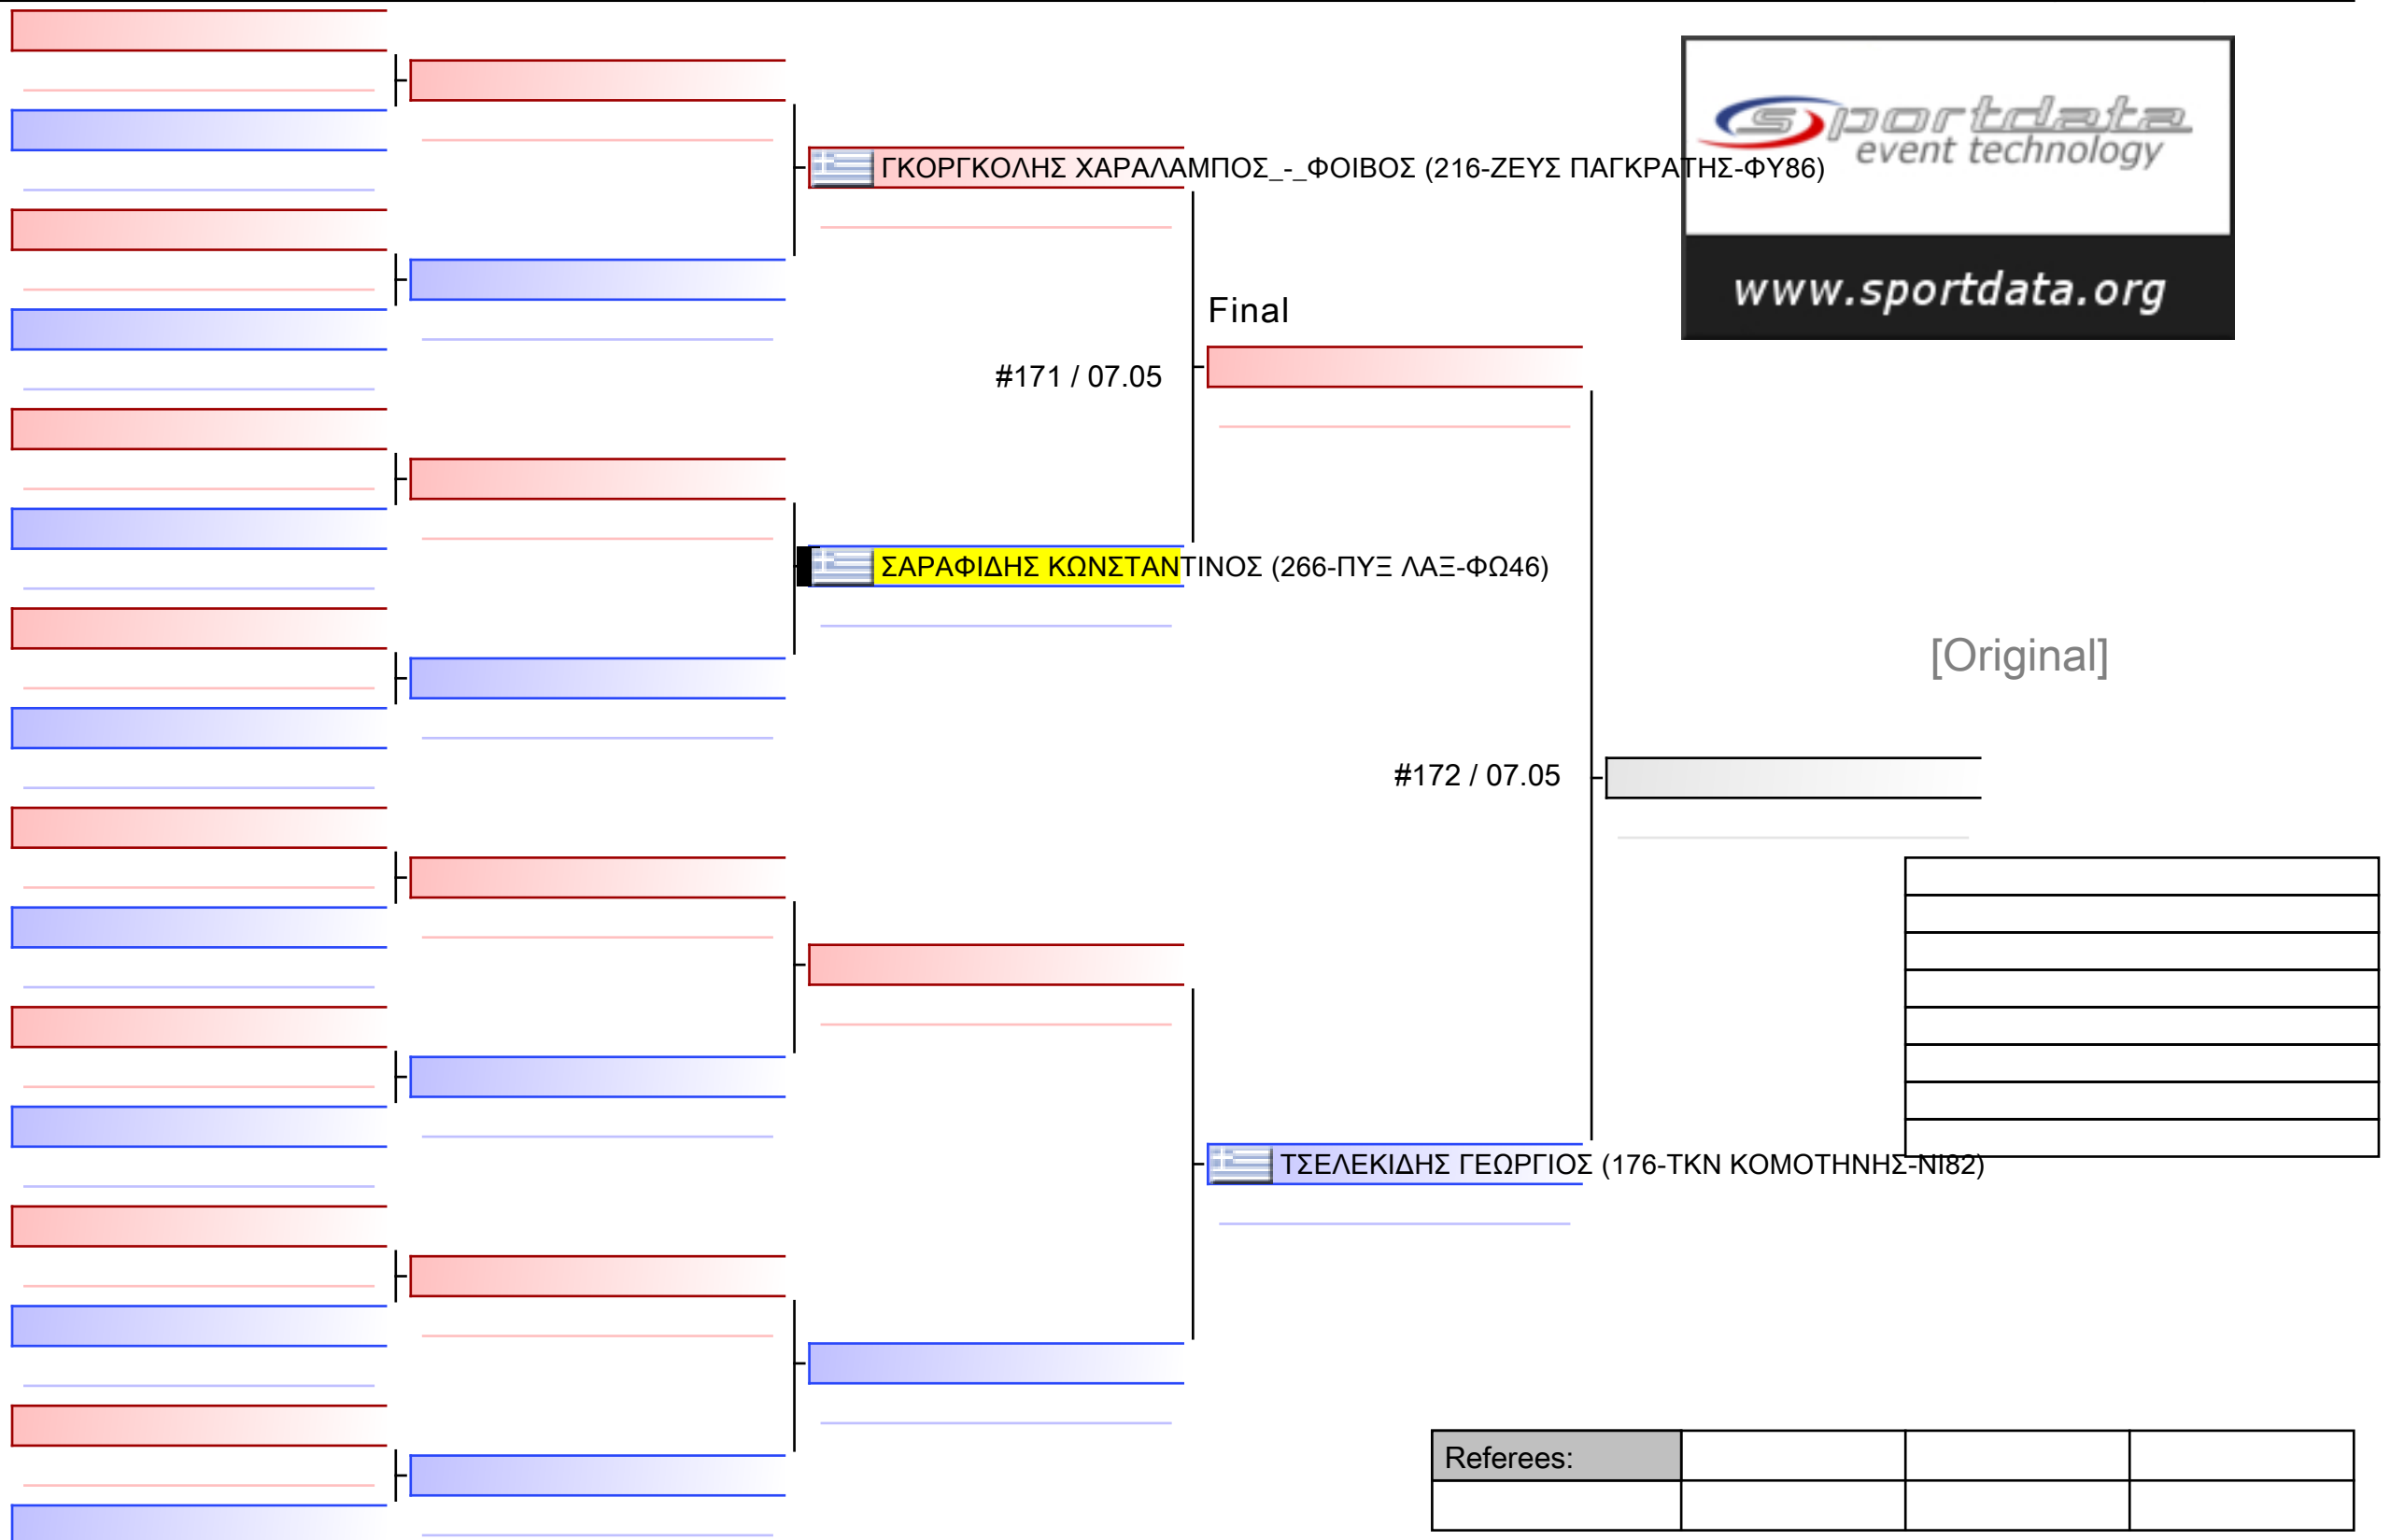 sportdata
event technology
www.sportdata.org
ΓΚΟΡΓΚΟΛΗΣ ΧΑΡΑΛΑΜΠΟΣ_-_ΦΟΙΒΟΣ (216-ΖΕΥΣ ΠΑΓΚΡΑΤΗΣ-ΦΥ86)
Final
#171 / 07.05
ΣΑΡΑΦΙΔΗΣ ΚΩΝΣΤΑΝΤΙΝΟΣ (266-ΠΥΞ ΛΑΞ-ΦΩ46)
[Original]
#172 / 07.05
ΤΣΕΛΕΚΙΔΗΣ ΓΕΩΡΓΙΟΣ (176-ΤΚΝ ΚΟΜΟΤΗΝΗΣ-ΝΙ82)
Referees: